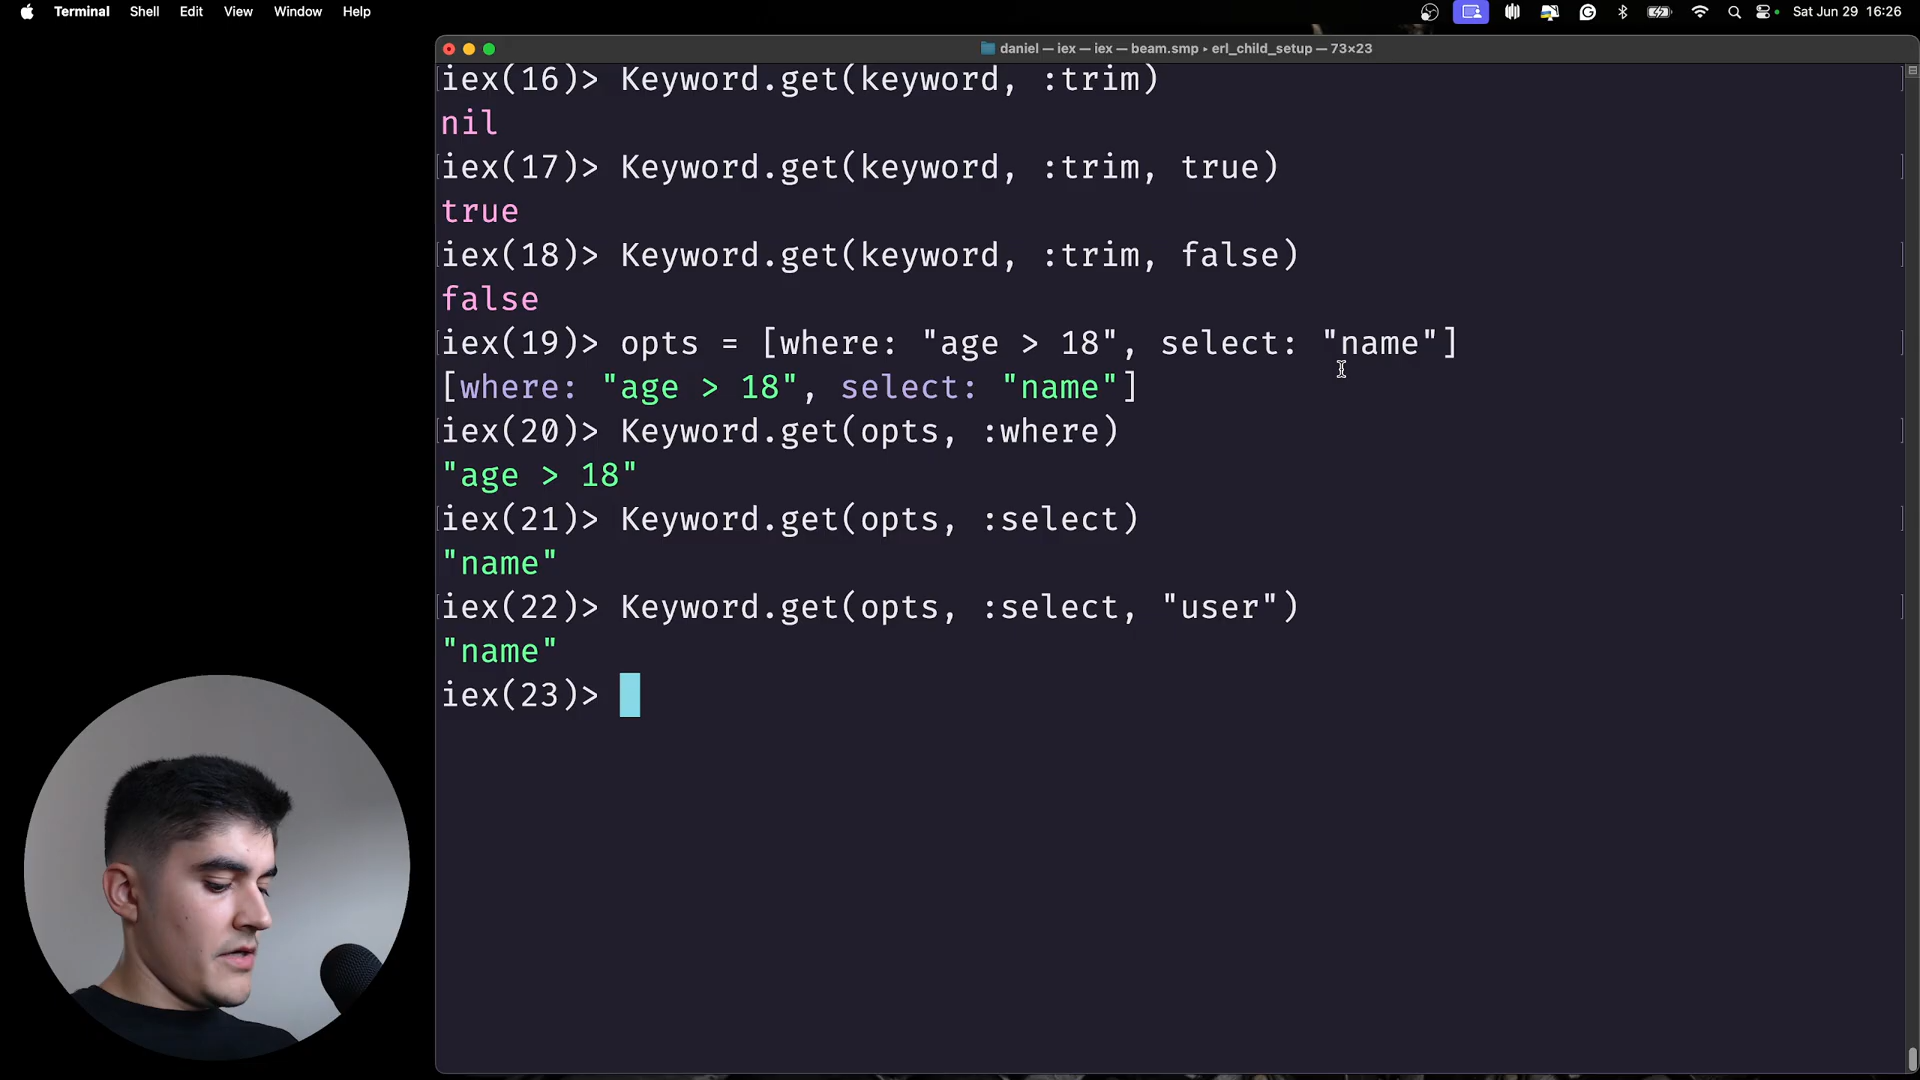 Terminal Shell Edit View Window Help Sat Jun 29 16:26
daniel — iex — iex — beam.smp ▸ erl_child_setup — 73×23
iex(16)> Keyword.get(keyword, :trim)
nil
iex(17)> Keyword.get(keyword, :trim, true)
true
iex(18)> Keyword.get(keyword, :trim, false)
false
iex(19)> opts = [where: "age > 18", select: "name"]
[where: "age > 18", select: "name"]
iex(20)> Keyword.get(opts, :where)
"age > 18"
iex(21)> Keyword.get(opts, :select)
"name"
iex(22)> Keyword.get(opts, :select, "user")
"name"
iex(23)>